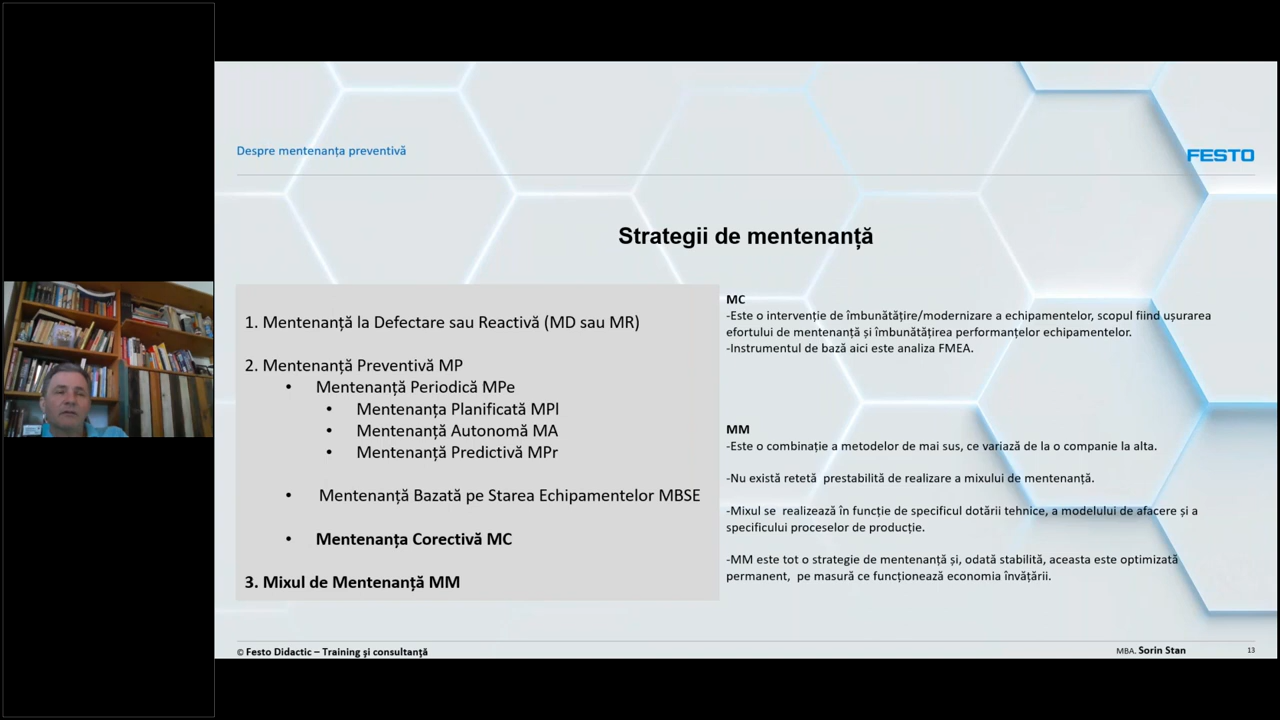 Despre mentenanța preventivă
FESTO
Strategii de mentenanță
1. Mentenanță la Defectare sau Reactivă (MD sau MR)
2. Mentenanță Preventivă MP
• Mentenanță Periodică MPe
• Mentenanța Planificată MPl
• Mentenanță Autonomă MA
• Mentenanță Predictivă MPr
• Mentenanță Bazată pe Starea Echipamentelor MBSE
• Mentenanța Corectivă MC
3. Mixul de Mentenanță MM
MC
-Este o intervenție de îmbunătățire/modernizare a echipamentelor, scopul fiind ușurarea
efortului de mentenanță și îmbunătățirea performanțelor echipamentelor.
-Instrumentul de bază aici este analiza FMEA.
MM
-Este o combinație a metodelor de mai sus, ce variază de la o companie la alta.
-Nu există retetă prestabilită de realizare a mixului de mentenanță.
-Mixul se realizează în funcție de specificul dotării tehnice, a modelului de afacere și a
specificului proceselor de producție.
-MM este tot o strategie de mentenanță și, odată stabilită, aceasta este optimizată
permanent, pe masură ce funcționează economia învățării.
© Festo Didactic – Training și consultanță
MBA. Sorin Stan
13